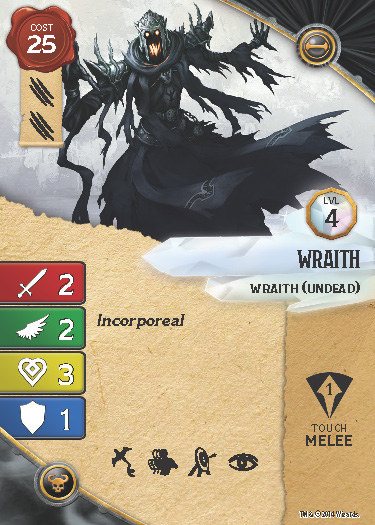 COST
25
LVL
4
WRAITH
WRAITH (UNDEAD)
2
2
Incorporeal
3
1
1
TOUCH
MELEE
TM & © 2014 Wizards.